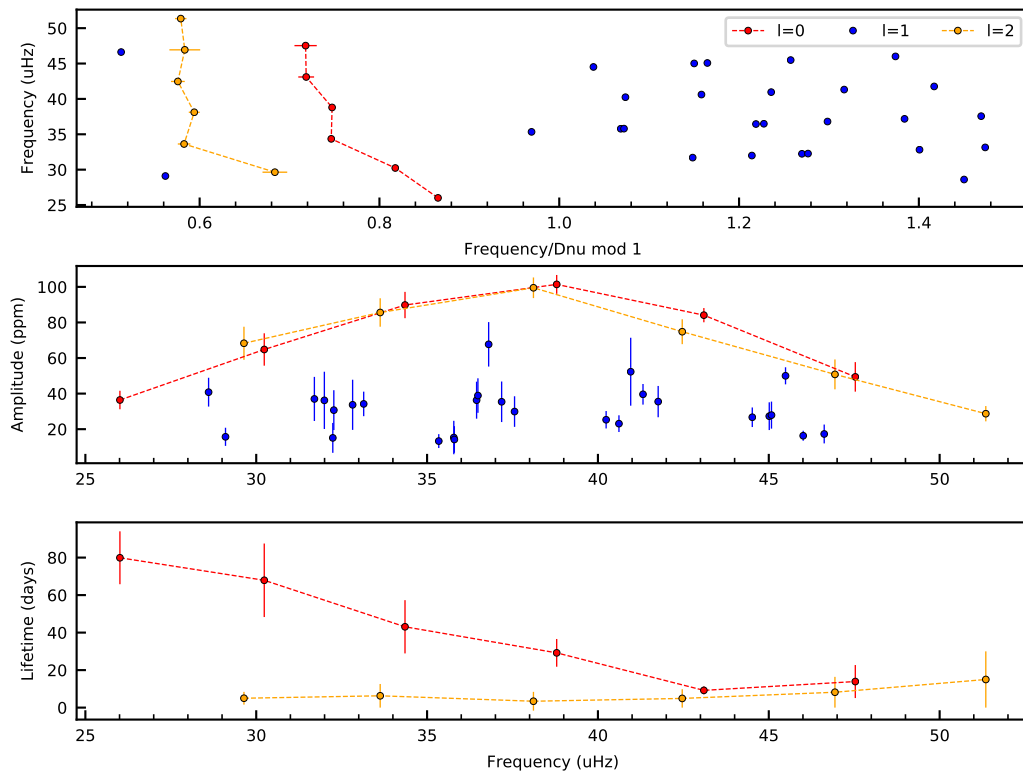 l=0 l=1 l=2
Frequency (uHz)
50
45
40
35
30
25
0.6 0.8 1.0 1.2 1.4
Frequency/Dnu mod 1
Amplitude (ppm)
100
80
60
40
20
25 30 35 40 45 50
Lifetime (days)
80
60
40
20
0
25 30 35 40 45 50
Frequency (uHz)